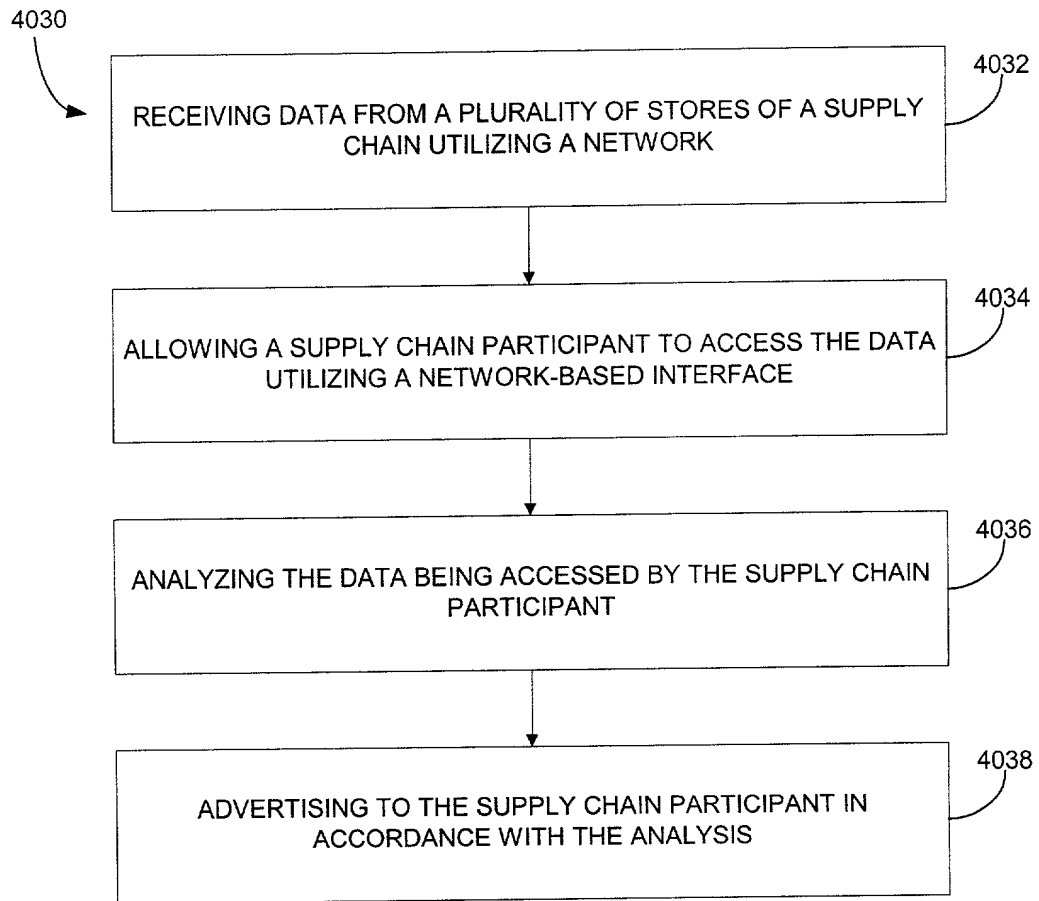 4030
4032
RECEIVING DATA FROM A PLURALITY OF STORES OF A SUPPLY
CHAIN UTILIZING A NETWORK
4034
ALLOWING A SUPPLY CHAIN PARTICIPANT TO ACCESS THE DATA
UTILIZING A NETWORK-BASED INTERFACE
4036
ANALYZING THE DATA BEING ACCESSED BY THE SUPPLY CHAIN
PARTICIPANT
4038
ADVERTISING TO THE SUPPLY CHAIN PARTICIPANT IN
ACCORDANCE WITH THE ANALYSIS